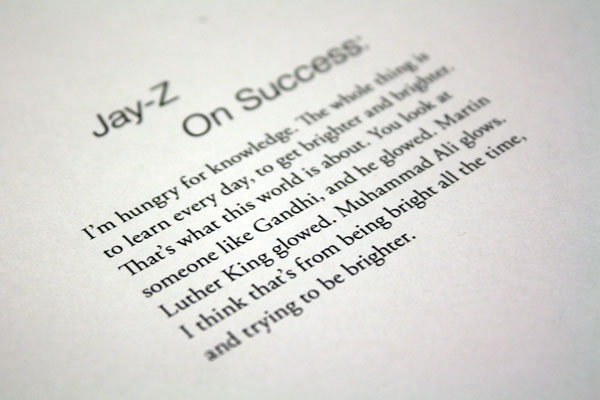 Jay-Z
On Success:
I'm hungry for knowledge. The whole thing is
to learn every day, to get brighter and brighter.
That's what this world is about. You look at
someone like Gandhi, and he glowed. Martin
Luther King glowed. Muhammad Ali glows.
I think that's from being bright all the time,
and trying to be brighter.